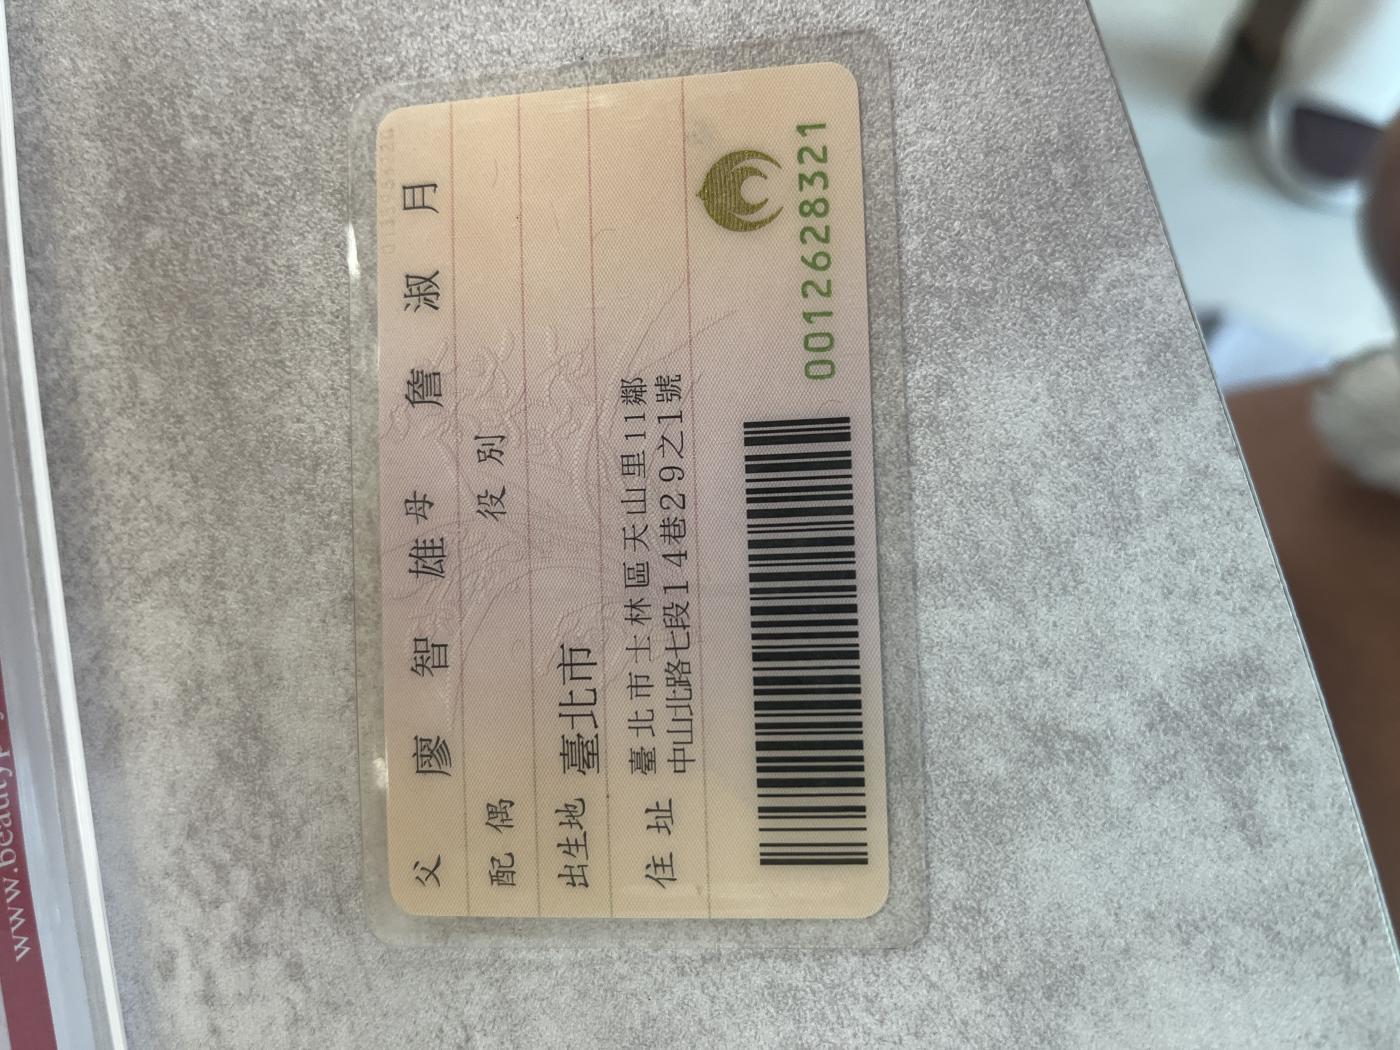 父 廖智雄 母 詹淑月
配偶 役別
出生地 臺北市
住址 臺北市士林區天山里11鄰
中山北路七段14巷29之1號
0012628321
www.beautyp